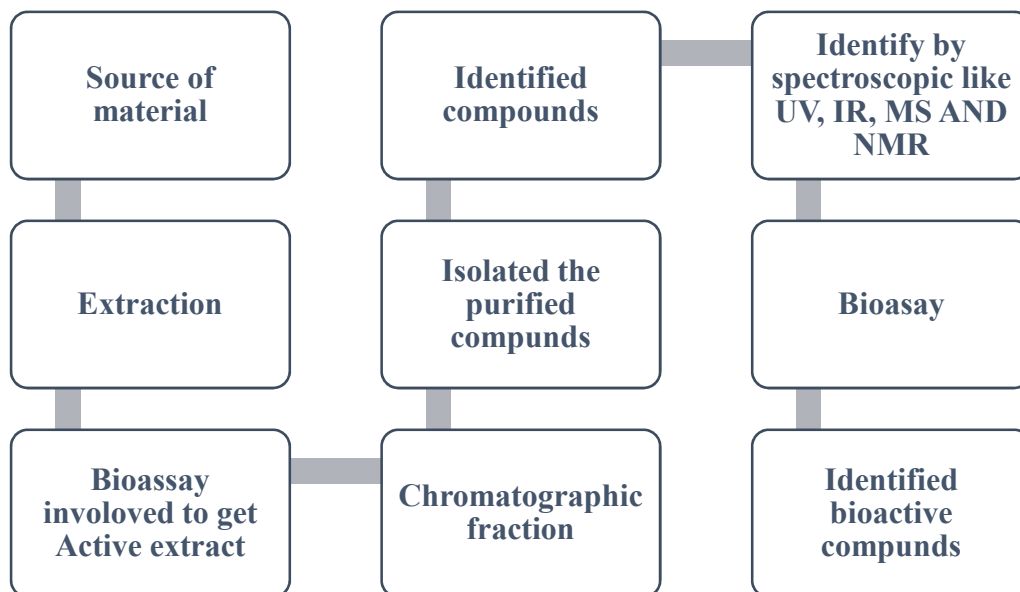 Source of
material
Extraction
Bioassay
involoved to get
Active extract
Chromatographic
fraction
Isolated the
purified
compunds
Identified
compounds
Identify by
spectroscopic like
UV, IR, MS AND
NMR
Bioasay
Identified
bioactive
compunds